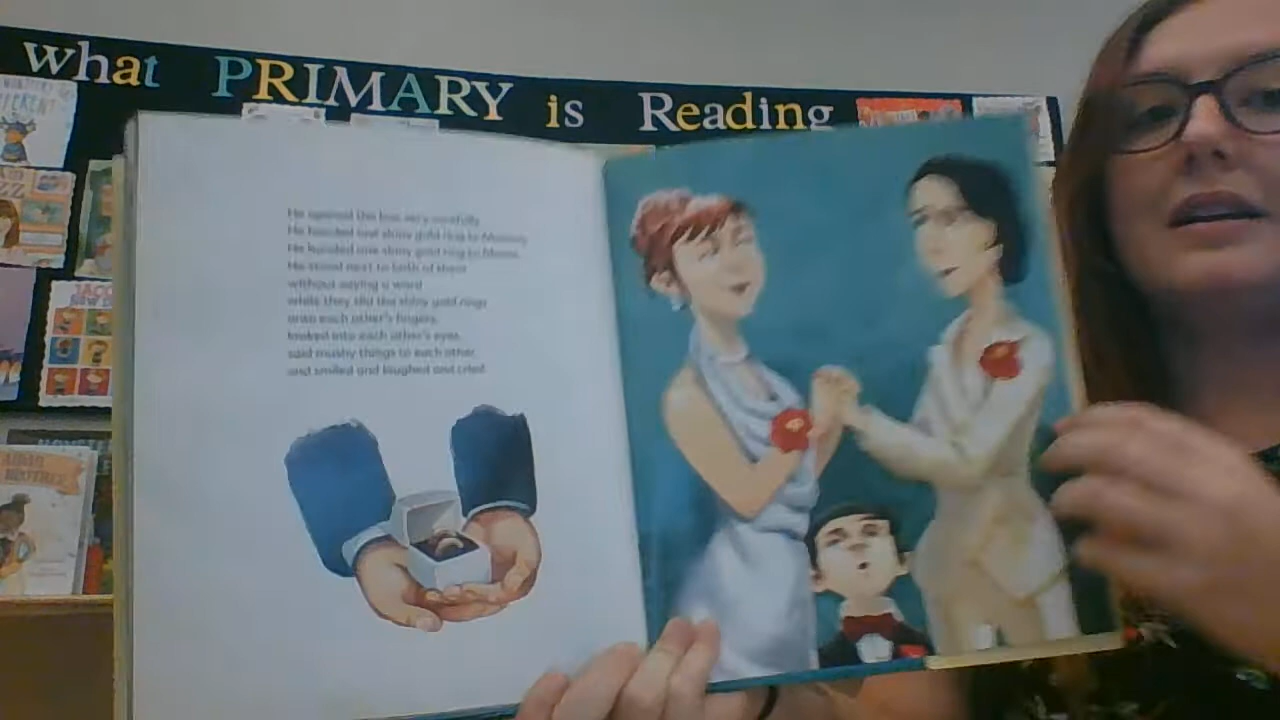 what PRIMARY is Reading
He opened the box very carefully.
He handed one shiny gold ring to Mommy.
He handed one shiny gold ring to Mama.
He stood next to both of them
without saying a word
while they slid the shiny gold rings
onto each other's fingers,
looked into each other's eyes,
said mushy things to each other,
and smiled and laughed and cried.